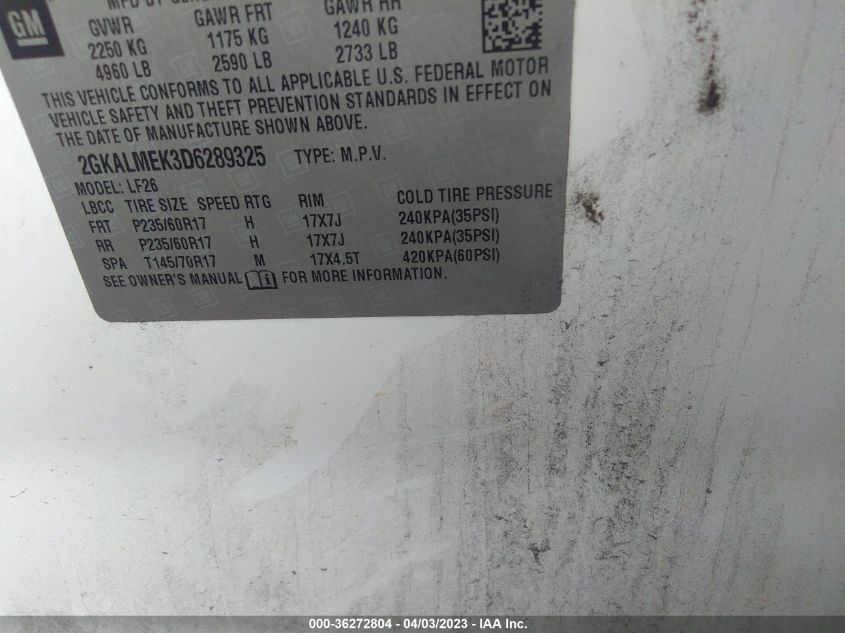 GM
MFD BY GENERAL
GVWR GAWR FRT GAWR RR
2250 KG 1175 KG 1240 KG
4960 LB 2590 LB 2733 LB
THIS VEHICLE CONFORMS TO ALL APPLICABLE U.S. FEDERAL MOTOR
VEHICLE SAFETY AND THEFT PREVENTION STANDARDS IN EFFECT ON
THE DATE OF MANUFACTURE SHOWN ABOVE.
2GKALMEK3D6289325 TYPE: M.P.V.
MODEL: LF26
LBCC TIRE SIZE SPEED RTG RIM COLD TIRE PRESSURE
FRT P235/60R17 H 17X7J 240KPA(35PSI)
RR P235/60R17 H 17X7J 240KPA(35PSI)
SPA T145/70R17 M 17X4.5T 420KPA(60PSI)
SEE OWNER'S MANUAL FOR MORE INFORMATION.
000-36272804 - 04/03/2023 - IAA Inc.